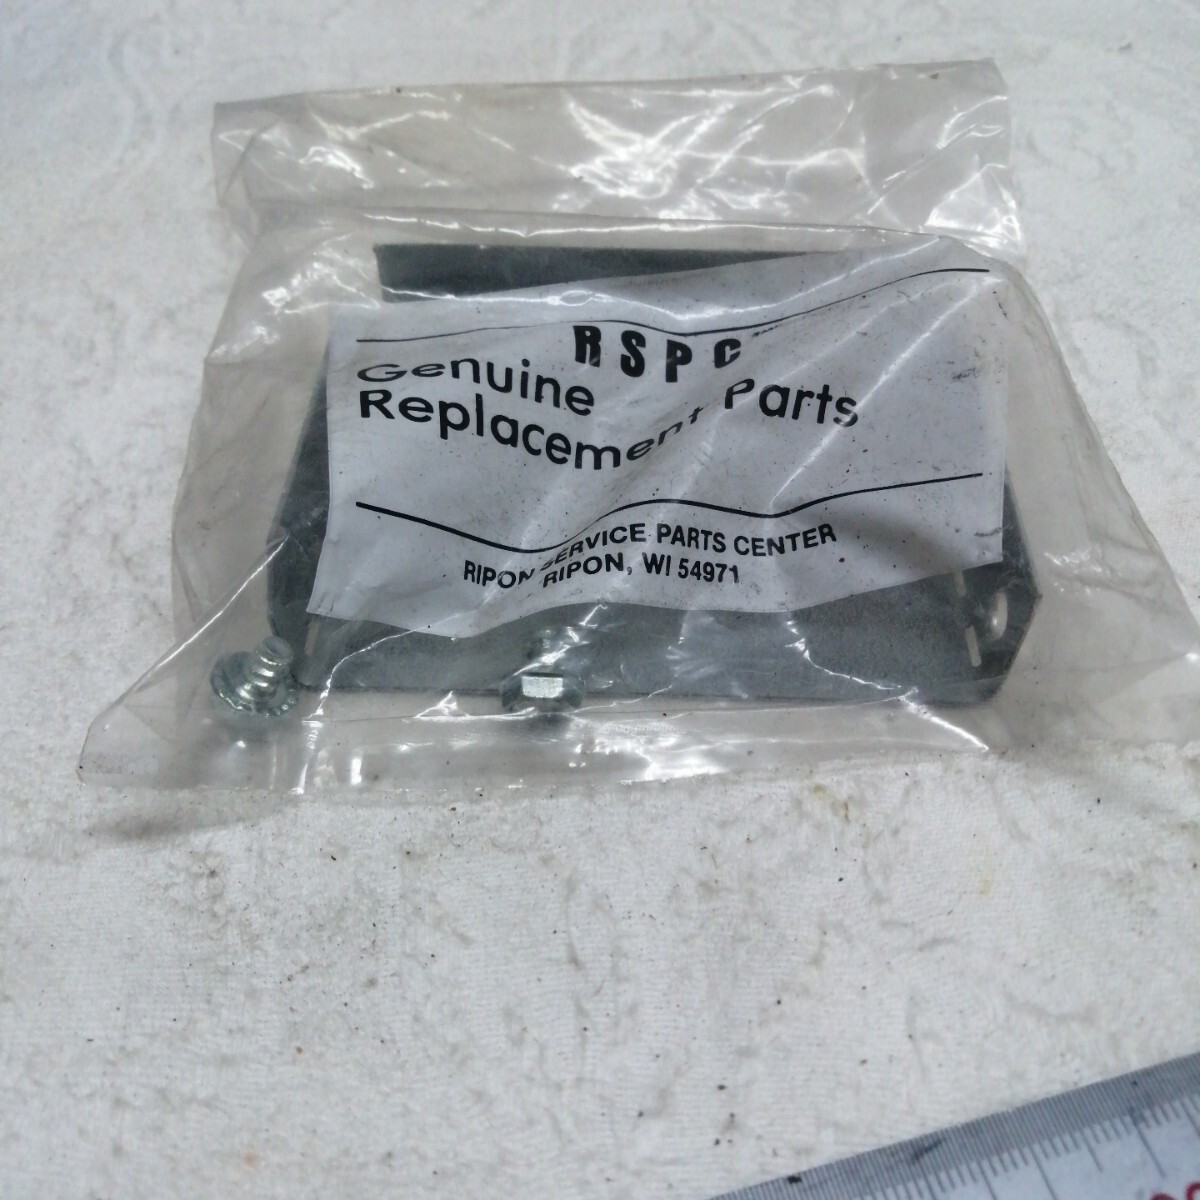 RSPC
Genuine Parts
Replacement
RIPON SERVICE PARTS CENTER
RIPON, WI 54971